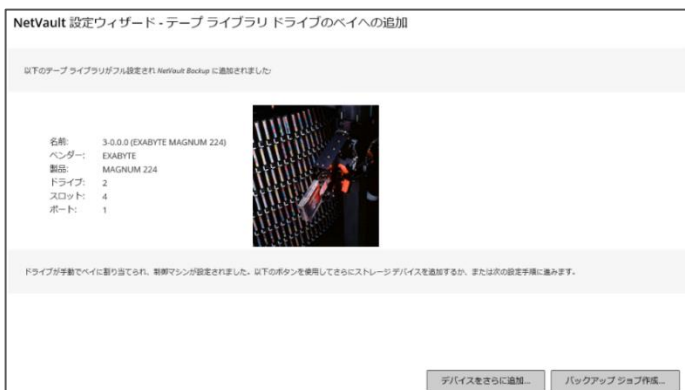 NetVault 設定ウィザード - テープ ライブラリ ドライブのベイへの追加
以下のテープ ライブラリがフル設定され NetVault Backup に追加されました:
名前: 3-0.0.0 (EXABYTE MAGNUM 224)
ベンダー: EXABYTE
製品: MAGNUM 224
ドライブ: 2
スロット: 4
ポート: 1
ドライブが手動でベイに割り当てられ、制御マシンが設定されました。以下のボタンを使用してさらにストレージ デバイスを追加するか、または次の設定手順に進みます。
デバイスをさらに追加... バックアップ ジョブ作成...